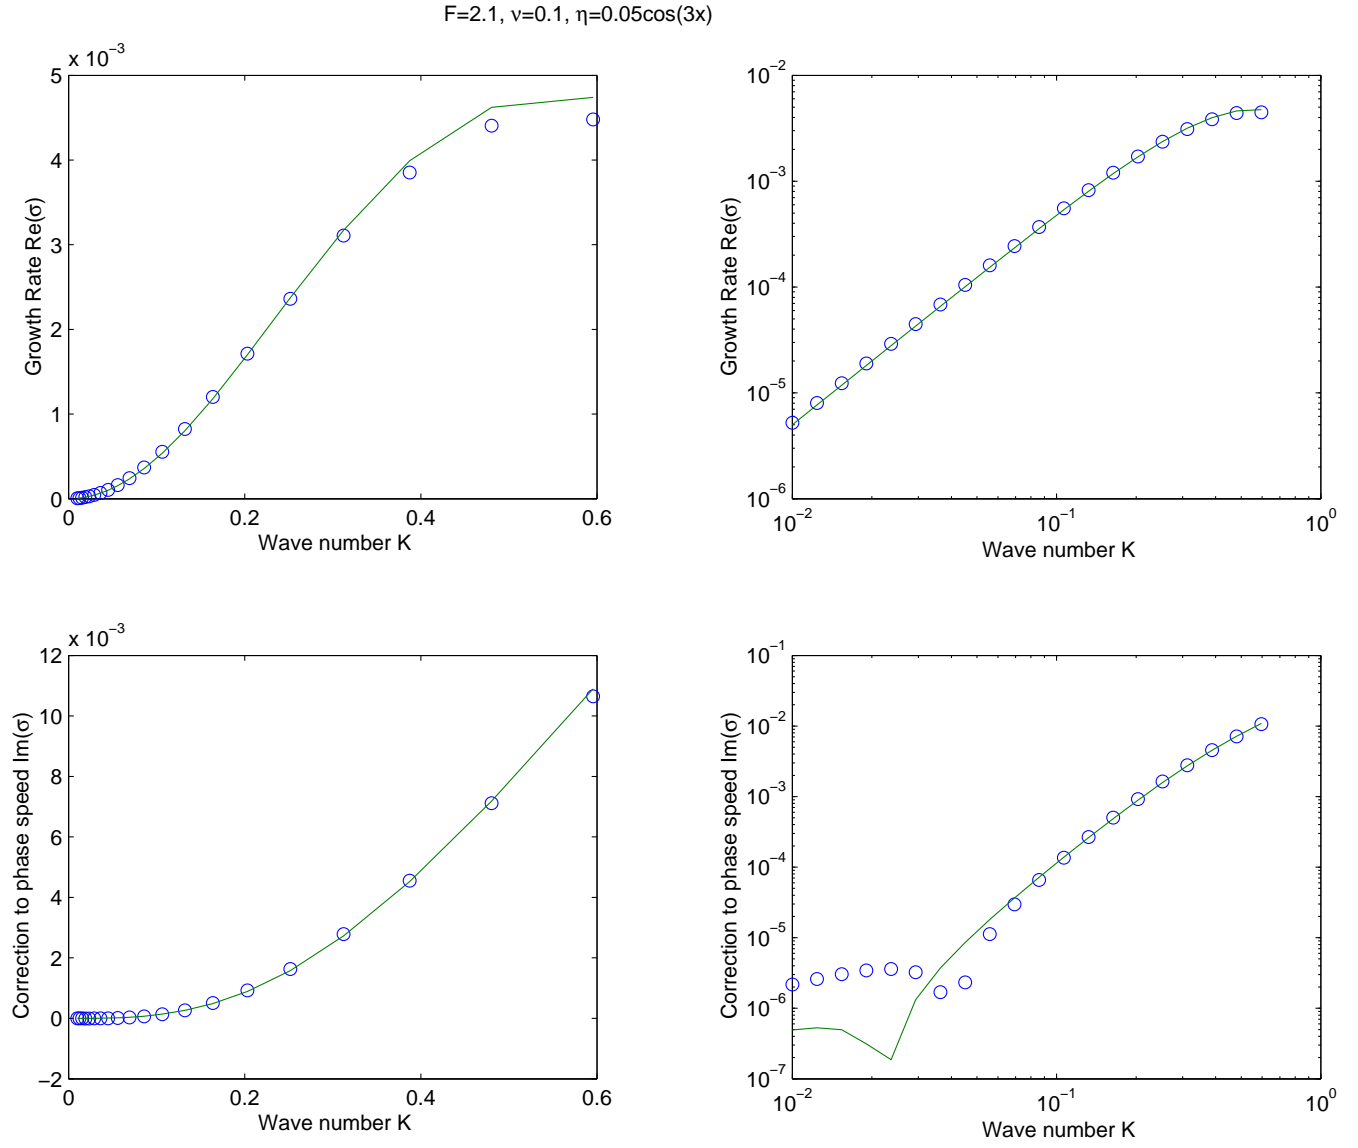 F=2.1, ν=0.1, η=0.05cos(3x)
x 10⁻³
5
4
3
2
1
0
Growth Rate Re(σ)
0 0.2 0.4 0.6
Wave number K
10⁻²
10⁻³
10⁻⁴
10⁻⁵
10⁻⁶
Growth Rate Re(σ)
10⁻² 10⁻¹ 10⁰
Wave number K
x 10⁻³
12
10
8
6
4
2
0
−2
Correction to phase speed Im(σ)
0 0.2 0.4 0.6
Wave number K
10⁻¹
10⁻²
10⁻³
10⁻⁴
10⁻⁵
10⁻⁶
10⁻⁷
Correction to phase speed Im(σ)
10⁻² 10⁻¹ 10⁰
Wave number K